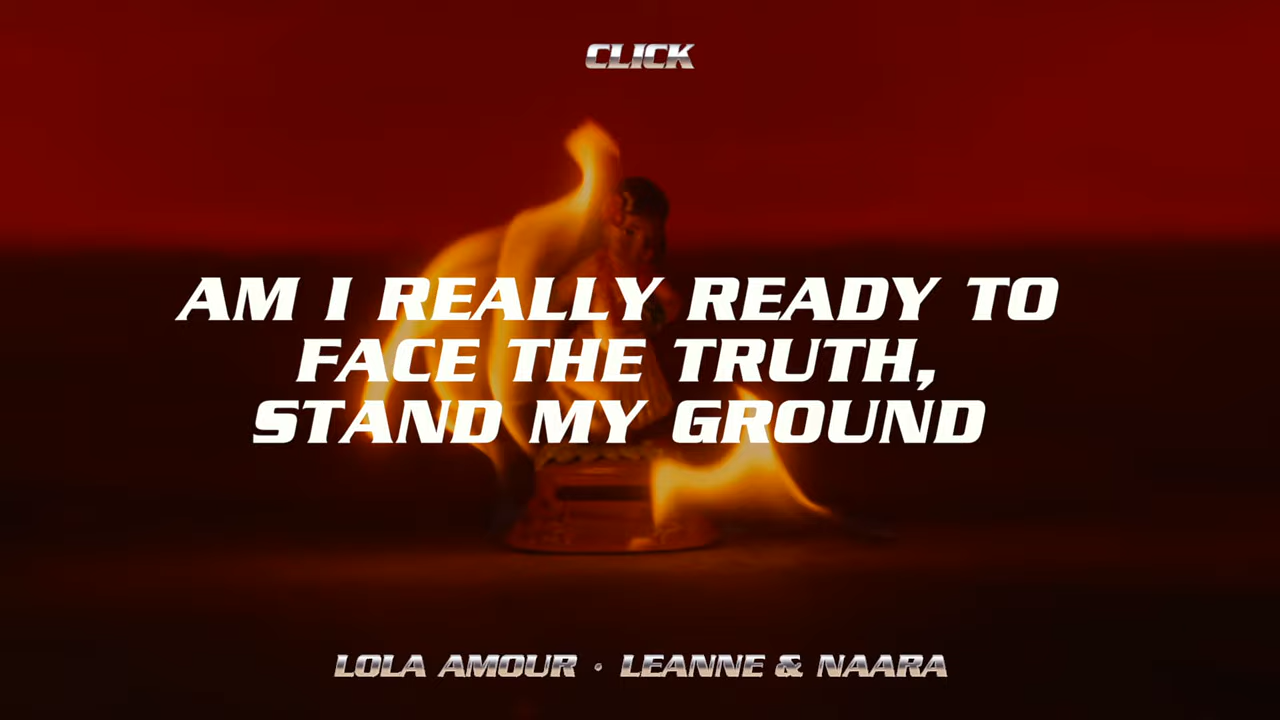 CLICK
AM I REALLY READY TO
FACE THE TRUTH,
STAND MY GROUND
LOLA AMOUR • LEANNE & NAARA